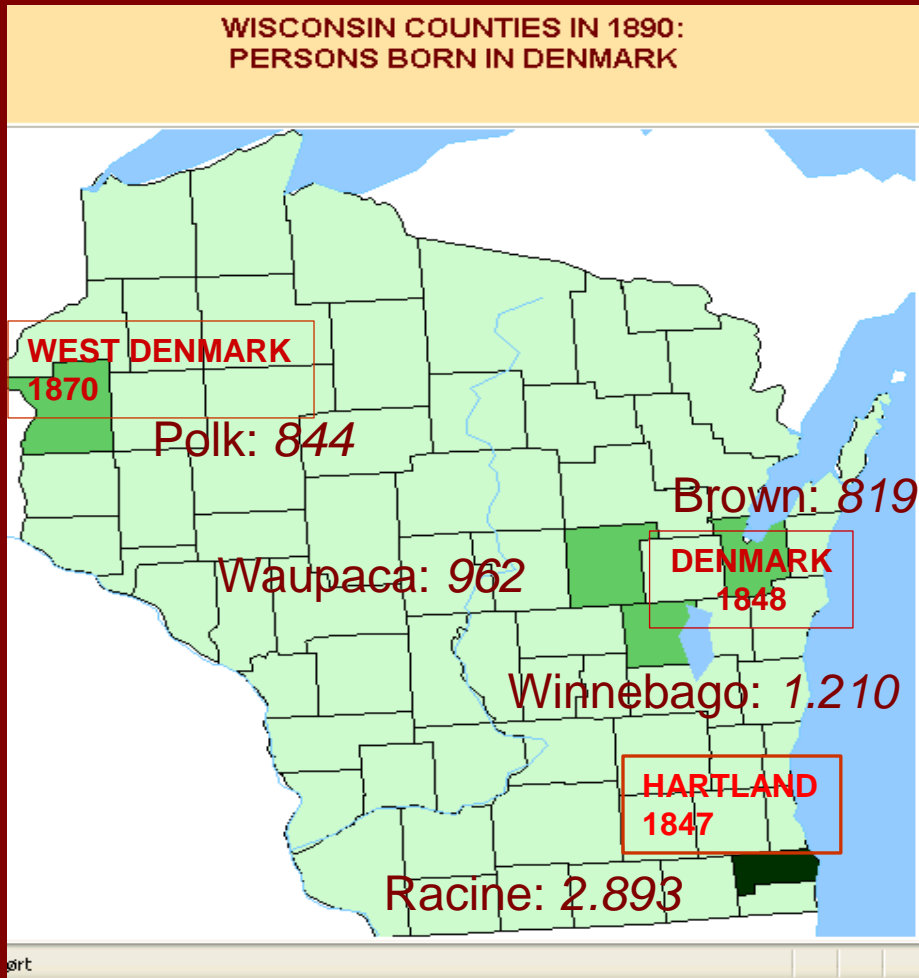 WISCONSIN COUNTIES IN 1890:
PERSONS BORN IN DENMARK
WEST DENMARK
1870
Polk: 844
Brown: 819
DENMARK
1848
Waupaca: 962
Winnebago: 1.210
HARTLAND
1847
Racine: 2.893
ørt